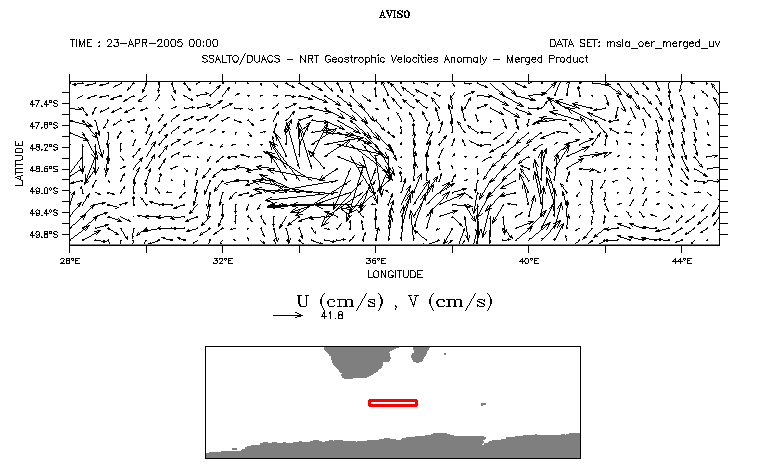 AVISO
TIME : 23-APR-2005 00:00
DATA SET: msla_oer_merged_uv
SSALTO/DUACS - NRT Geostrophic Velocities Anomaly - Merged Product
LATITUDE
47.4°S
47.8°S
48.2°S
48.6°S
49.0°S
49.4°S
49.8°S
28°E 32°E 36°E 40°E 44°E
LONGITUDE
U (cm/s) , V (cm/s)
41.8